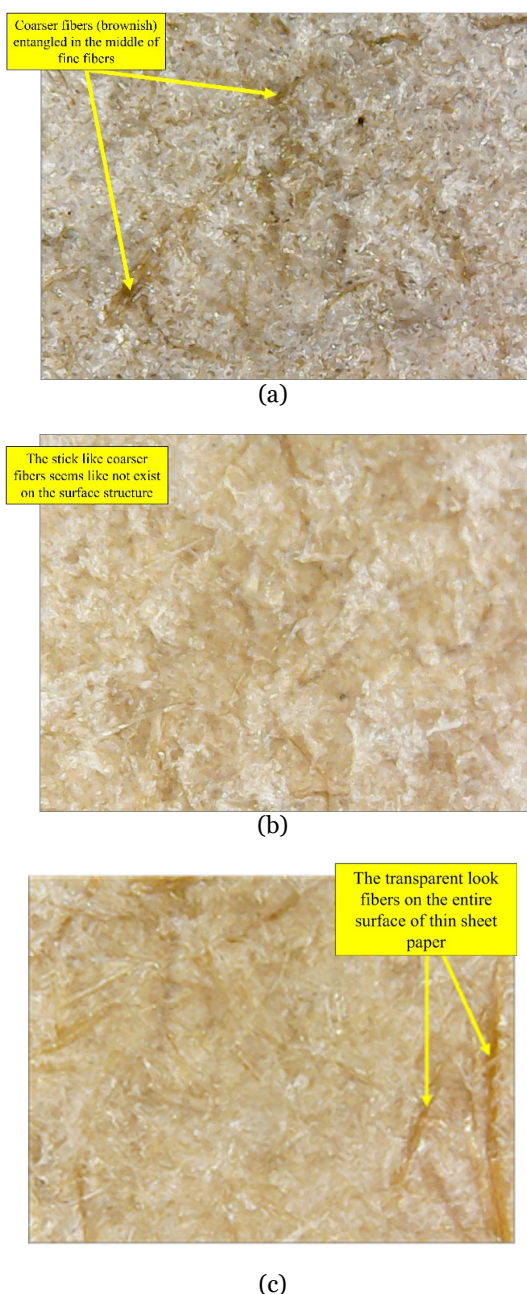 Coarser fibers (brownish)
entangled in the middle of
fine fibers
(a)
The stick like coarser
fibers seems like not exist
on the surface structure
(b)
The transparent look
fibers on the entire
surface of thin sheet
paper
(c)